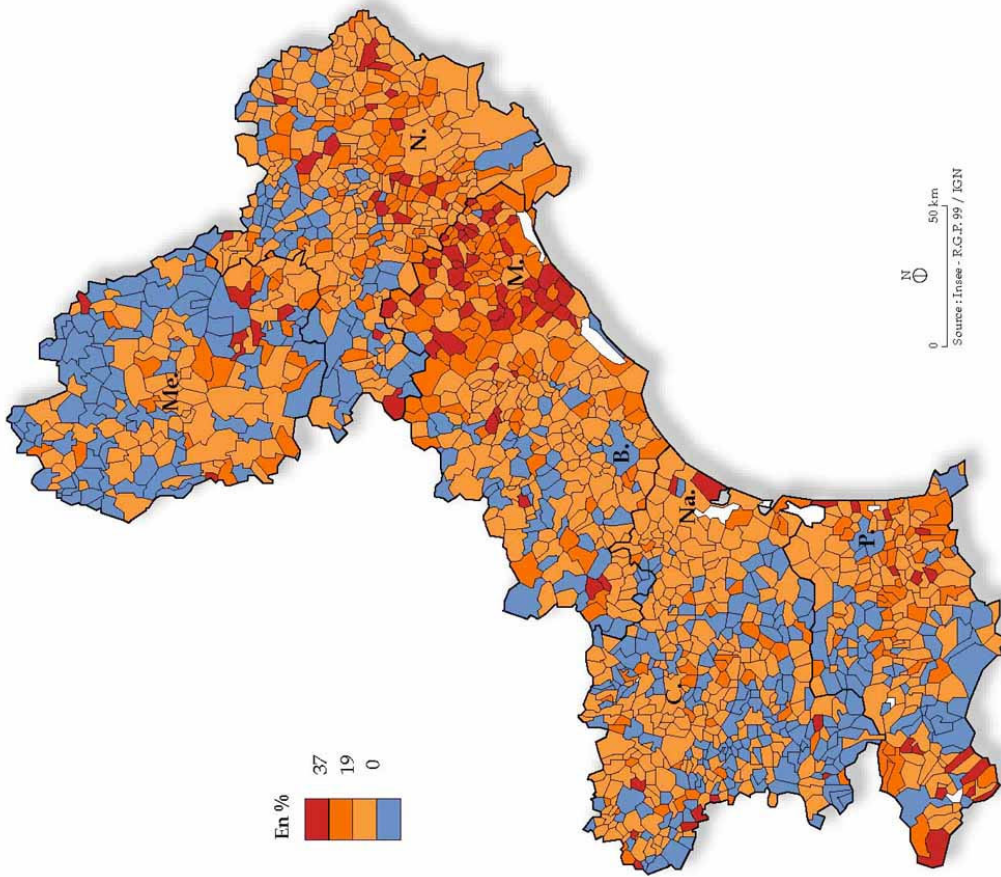 En %
37
19
0
Me.
N.
M.
B.
Na.
C.
P.
N
0 50 km
Source : Insee - R.G.P. 99 / IGN